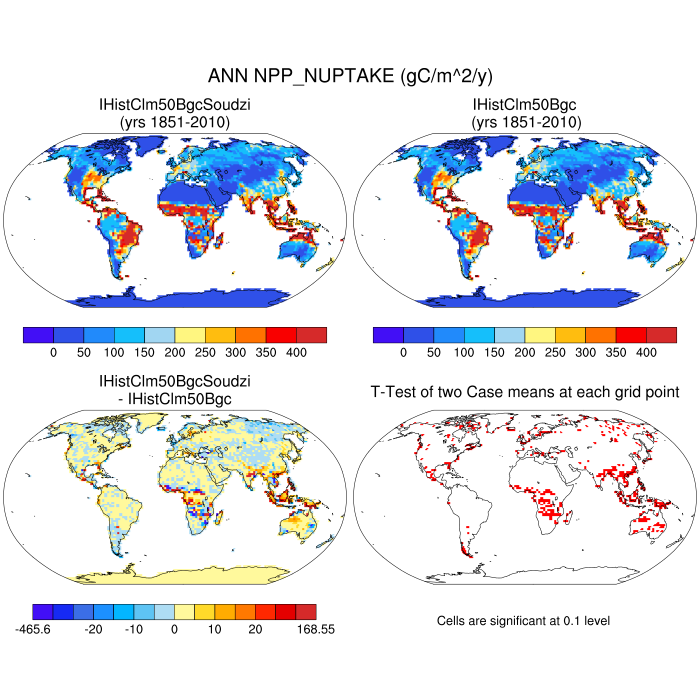 ANN NPP_NUPTAKE (gC/m^2/y)
IHistClm50BgcSoudzi
(yrs 1851-2010)
IHistClm50Bgc
(yrs 1851-2010)
0 50 100 150 200 250 300 350 400
0 50 100 150 200 250 300 350 400
IHistClm50BgcSoudzi
- IHistClm50Bgc
T-Test of two Case means at each grid point
-465.6 -20 -10 0 10 20 168.55
Cells are significant at 0.1 level